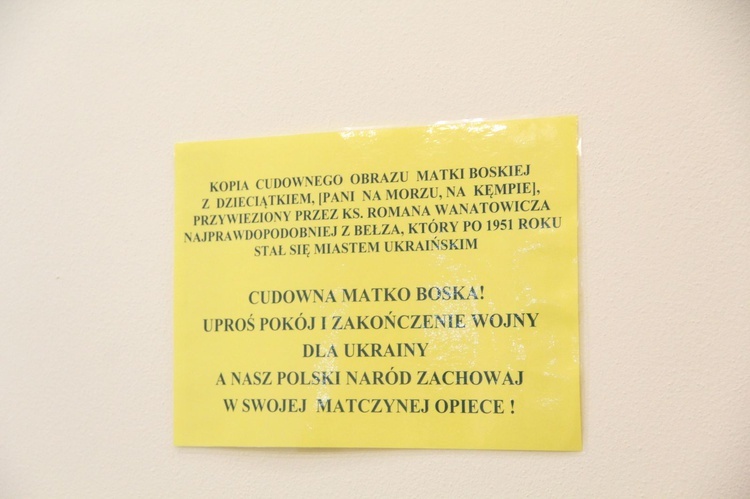 KOPIA CUDOWNEGO OBRAZU MATKI BOSKIEJ
Z DZIECIĄTKIEM, [PANI NA MORZU, NA KĘMPIE],
PRZYWIEZIONY PRZEZ KS. ROMANA WANATOWICZA
NAJPRAWDOPODOBNIEJ Z BEŁZA, KTÓRY PO 1951 ROKU
STAŁ SIĘ MIASTEM UKRAIŃSKIM
CUDOWNA MATKO BOSKA!
UPROŚ POKÓJ I ZAKOŃCZENIE WOJNY
DLA UKRAINY
A NASZ POLSKI NARÓD ZACHOWAJ
W SWOJEJ MATCZYNEJ OPIECE !